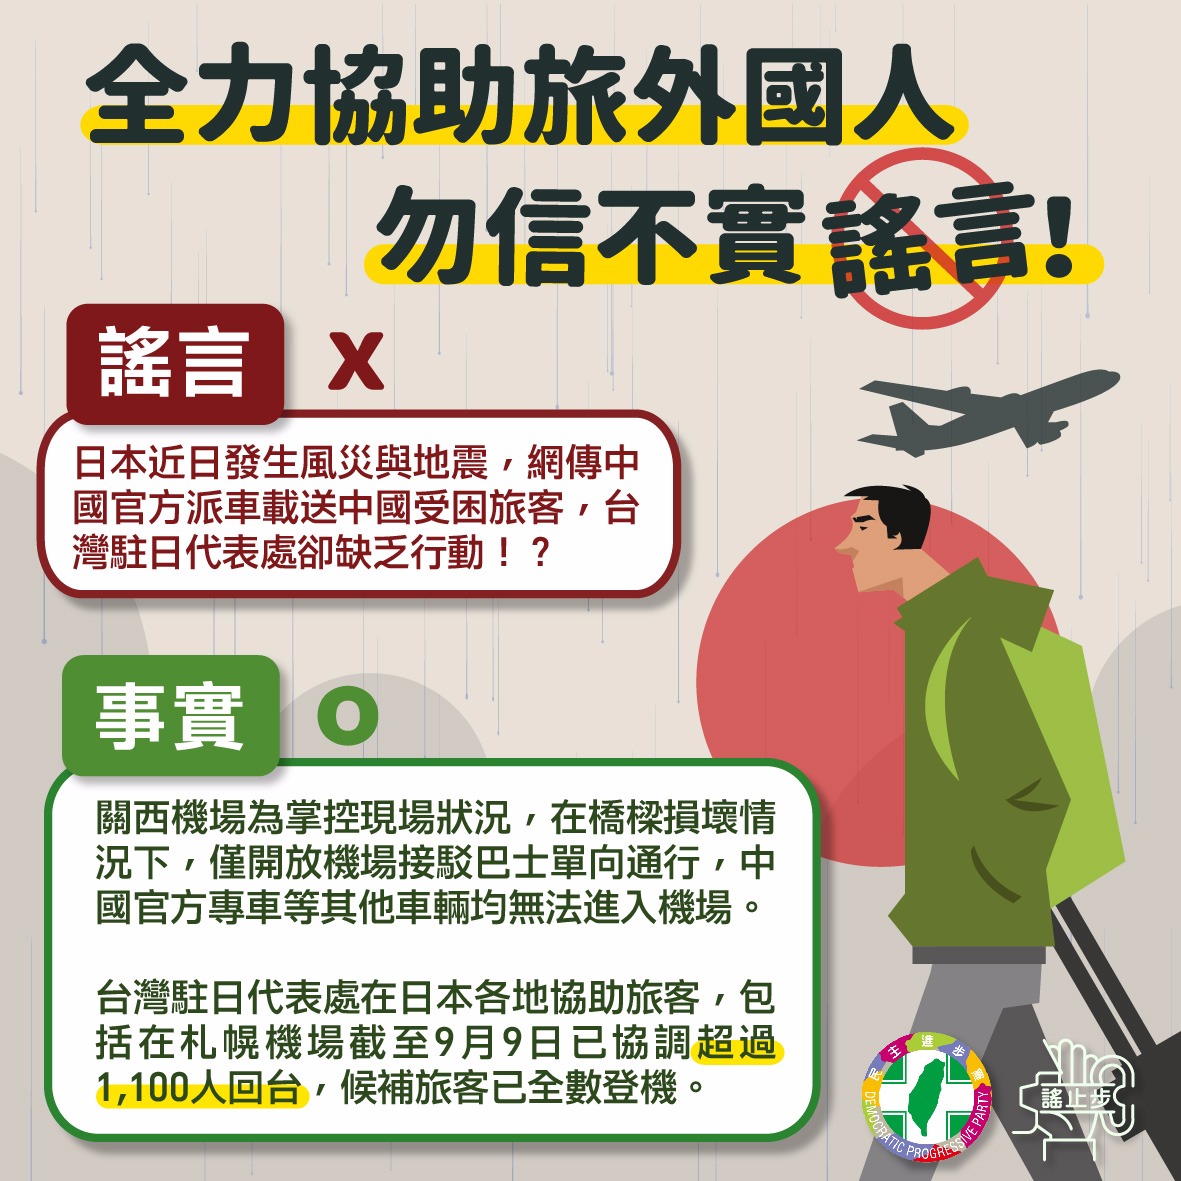 全力協助旅外國人
勿信不實謠言!
謠言 X
日本近日發生風災與地震，網傳中
國官方派車載送中國受困旅客，台
灣駐日代表處卻缺乏行動！？
事實 O
關西機場為掌控現場狀況，在橋樑損壞情
況下，僅開放機場接駁巴士單向通行，中
國官方專車等其他車輛均無法進入機場。
台灣駐日代表處在日本各地協助旅客，包
括在札幌機場截至9月9日已協調超過
1,100人回台，候補旅客已全數登機。
民主進步黨
DEMOCRATIC PROGRESSIVE PARTY
謠止步